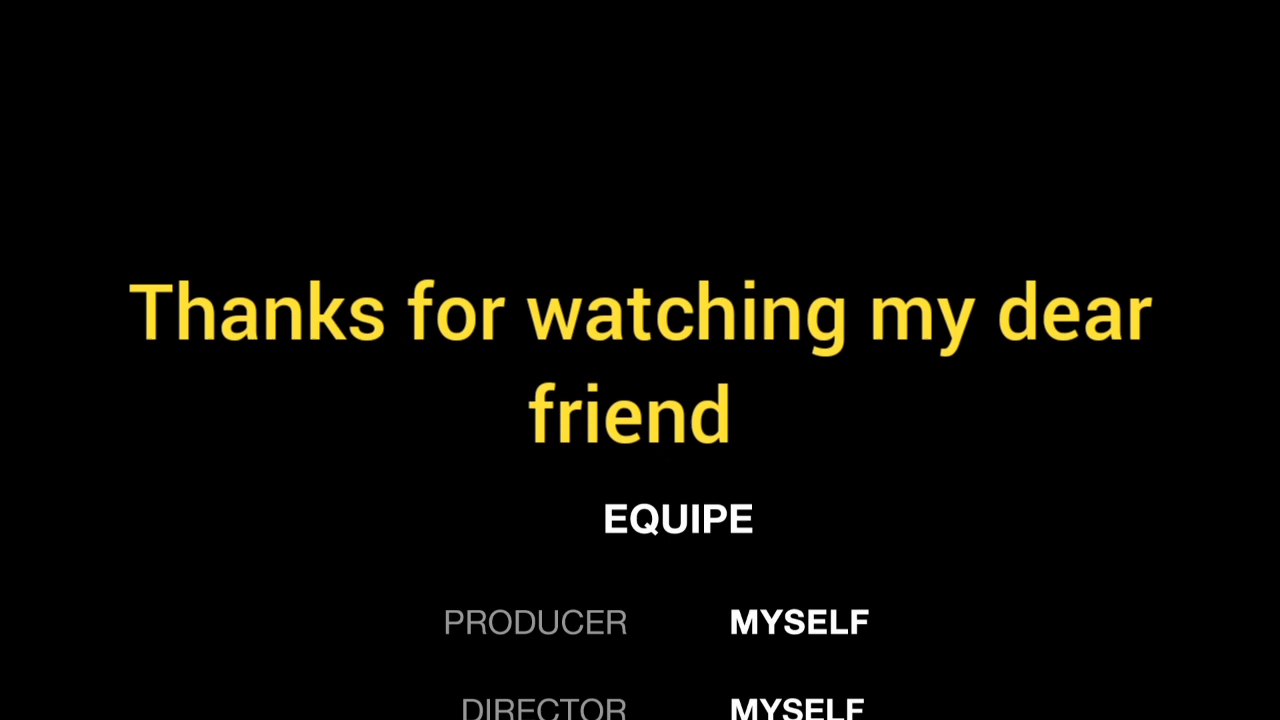 Thanks for watching my dear
friend
EQUIPE
PRODUCER MYSELF
DIRECTOR MYSELF